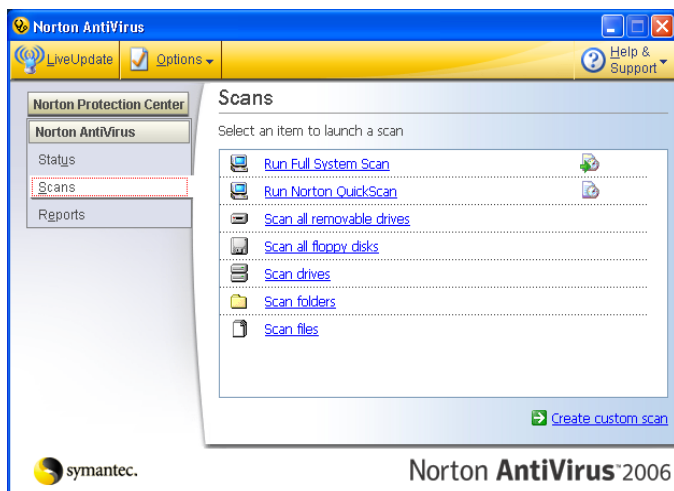 Norton AntiVirus
LiveUpdate Options Help & Support
Norton Protection Center
Norton AntiVirus
Status
Scans
Reports
Scans
Select an item to launch a scan
Run Full System Scan
Run Norton QuickScan
Scan all removable drives
Scan all floppy disks
Scan drives
Scan folders
Scan files
Create custom scan
symantec.
Norton AntiVirus™2006